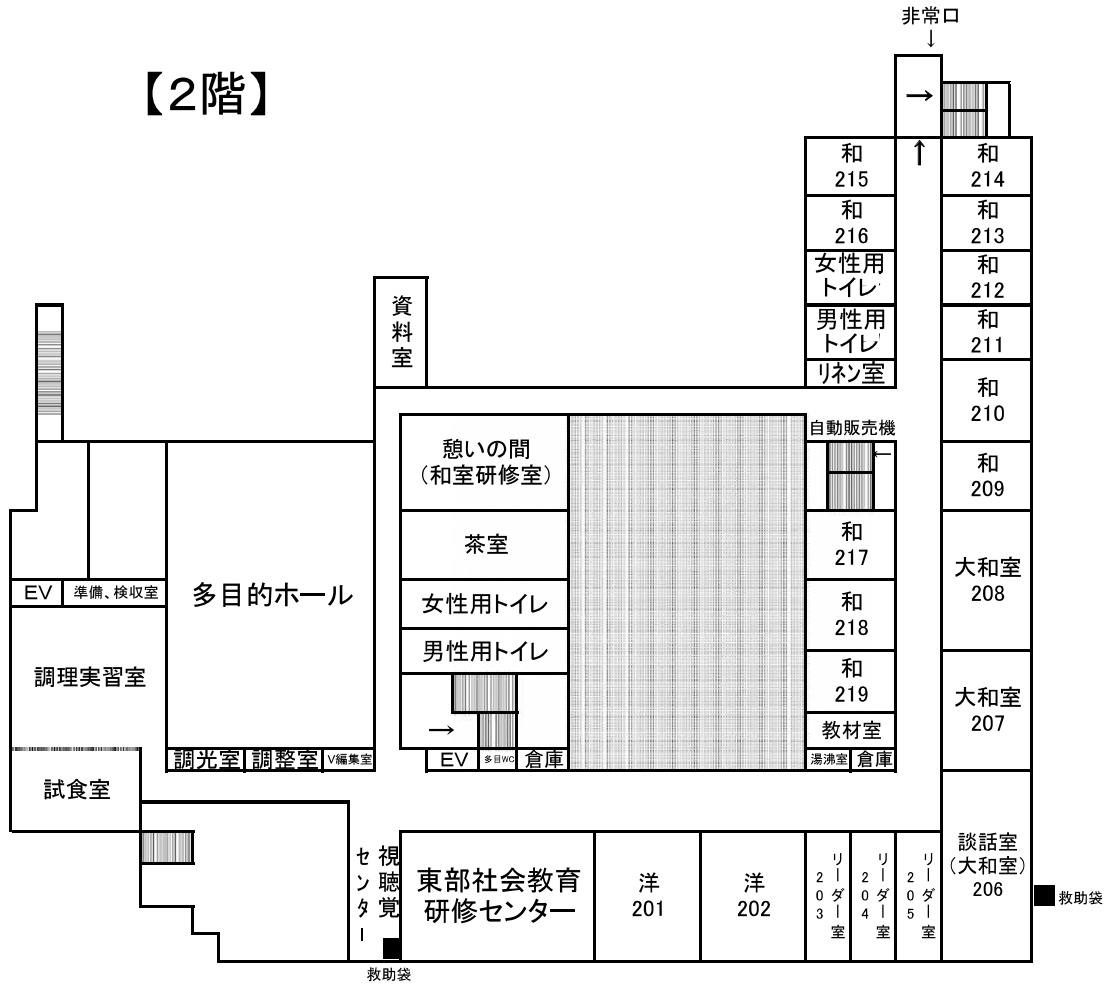 非常口
↓
【2階】
→
↑
和
215
和
214
和
216
和
213
女性用
トイレ
和
212
男性用
トイレ
和
211
リネン室
資料室
和
210
自動販売機
←
憩いの間
(和室研修室)
和
209
茶室
和
217
大和室
208
EV
準備、検収室
多目的ホール
女性用トイレ
和
218
男性用トイレ
調理実習室
和
219
大和室
207
→
教材室
調光室
調整室
V編集室
EV
多目WC
倉庫
湯沸室
倉庫
試食室
視聴覚
センター
東部社会教育
研修センター
洋
201
洋
202
リーダー室
203
リーダー室
204
リーダー室
205
談話室
(大和室)
206
救助袋
救助袋